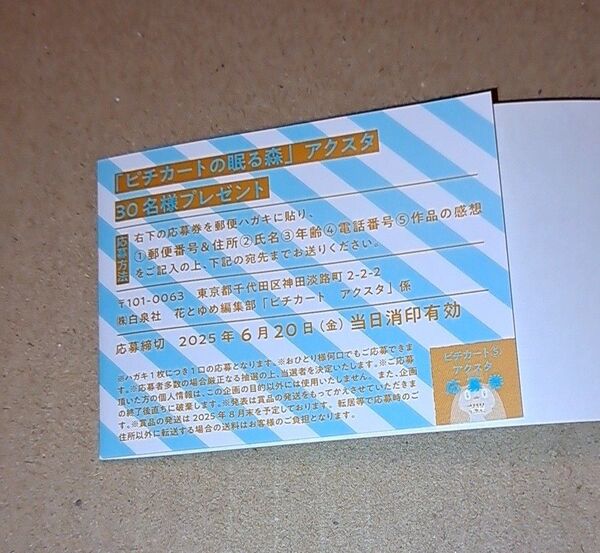 「ピチカートの眠る森」アクスタ
30名様プレゼント
応募方法
右下の応募券を郵便ハガキに貼り、
①郵便番号＆住所②氏名③年齢④電話番号⑤作品の感想
をご記入の上、下記の宛先までお送りください。
〒101-0063 東京都千代田区神田淡路町2-2-2
㈱白泉社 花とゆめ編集部「ピチカート アクスタ」係
応募締切 2025年6月20日(金)当日消印有効
※ハガキ1枚につき1口の応募となります。※おひとり様何口でもご応募できま
す。※応募者多数の場合厳正なる抽選の上、当選者を決定いたします。※ご応募
頂いた方の個人情報は、この企画の目的以外には使用いたしません。また、企画
の終了後直ちに破棄します。※発表は賞品の発送をもってかえさせていただきま
す。※賞品の発送は2025年8月末を予定しております。転居等で応募時のご
住所以外に転送する場合の送料はお客様のご負担となります。
ピチカート⑤
アクスタ
応募券